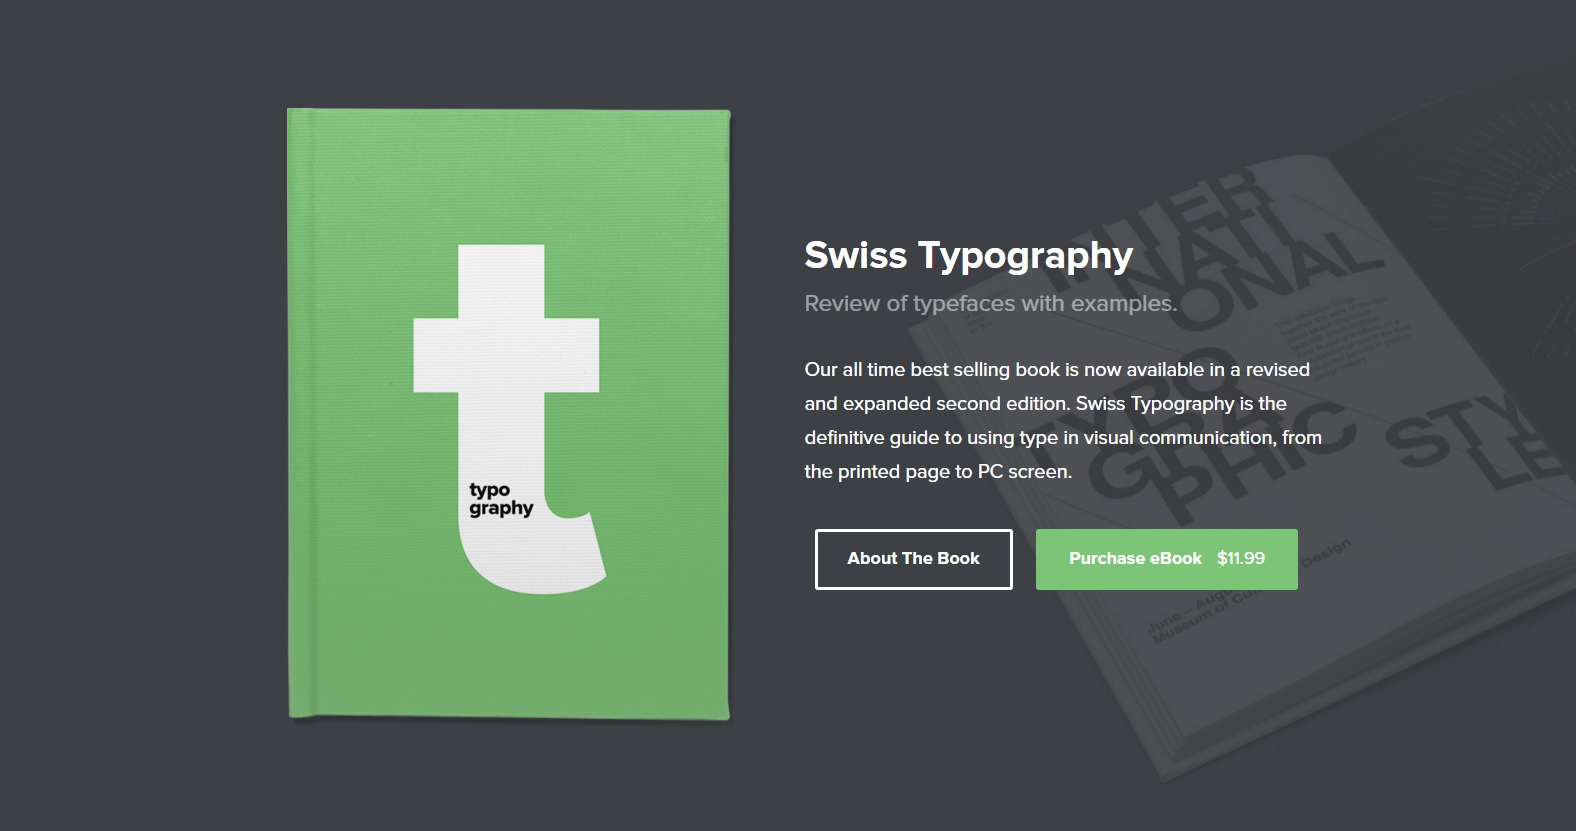 typo
graphy
Swiss Typography
Review of typefaces with examples.
Our all time best selling book is now available in a revised
and expanded second edition. Swiss Typography is the
definitive guide to using type in visual communication, from
the printed page to PC screen.
About The Book
Purchase eBook $11.99
INTER
NATI
ONAL
TYPO
GRA
PHIC STY
LE
Design
June – August
Museum of